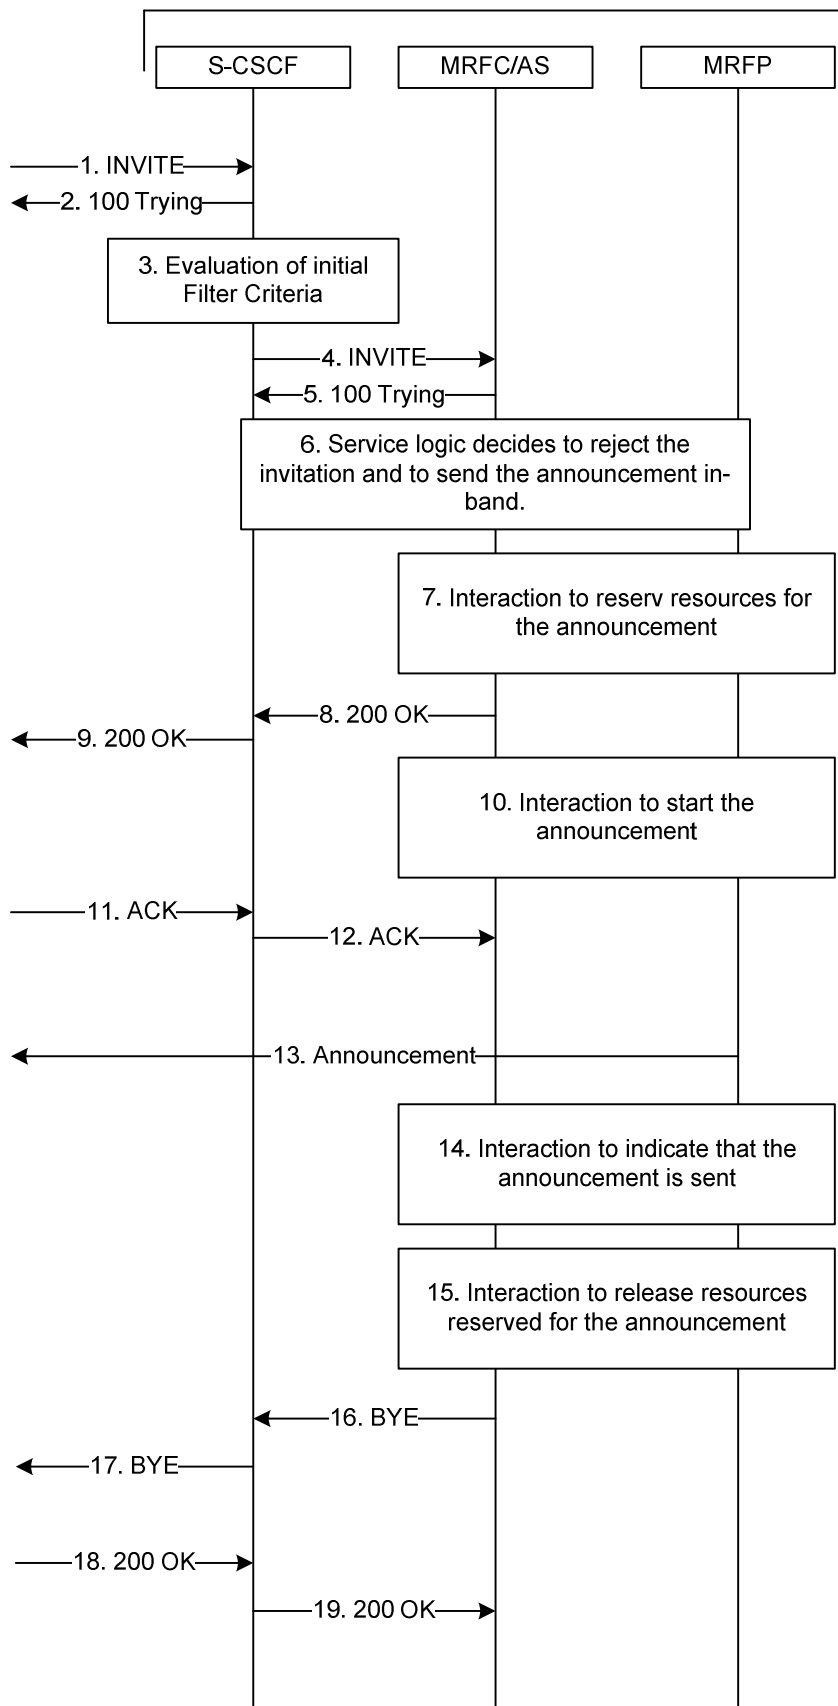 S-CSCF
MRFC/AS
MRFP
1. INVITE
2. 100 Trying
3. Evaluation of initial
Filter Criteria
4. INVITE
5. 100 Trying
6. Service logic decides to reject the
invitation and to send the announcement in-
band.
7. Interaction to reserv resources for
the announcement
8. 200 OK
9. 200 OK
10. Interaction to start the
announcement
11. ACK
12. ACK
13. Announcement
14. Interaction to indicate that the
announcement is sent
15. Interaction to release resources
reserved for the announcement
16. BYE
17. BYE
18. 200 OK
19. 200 OK